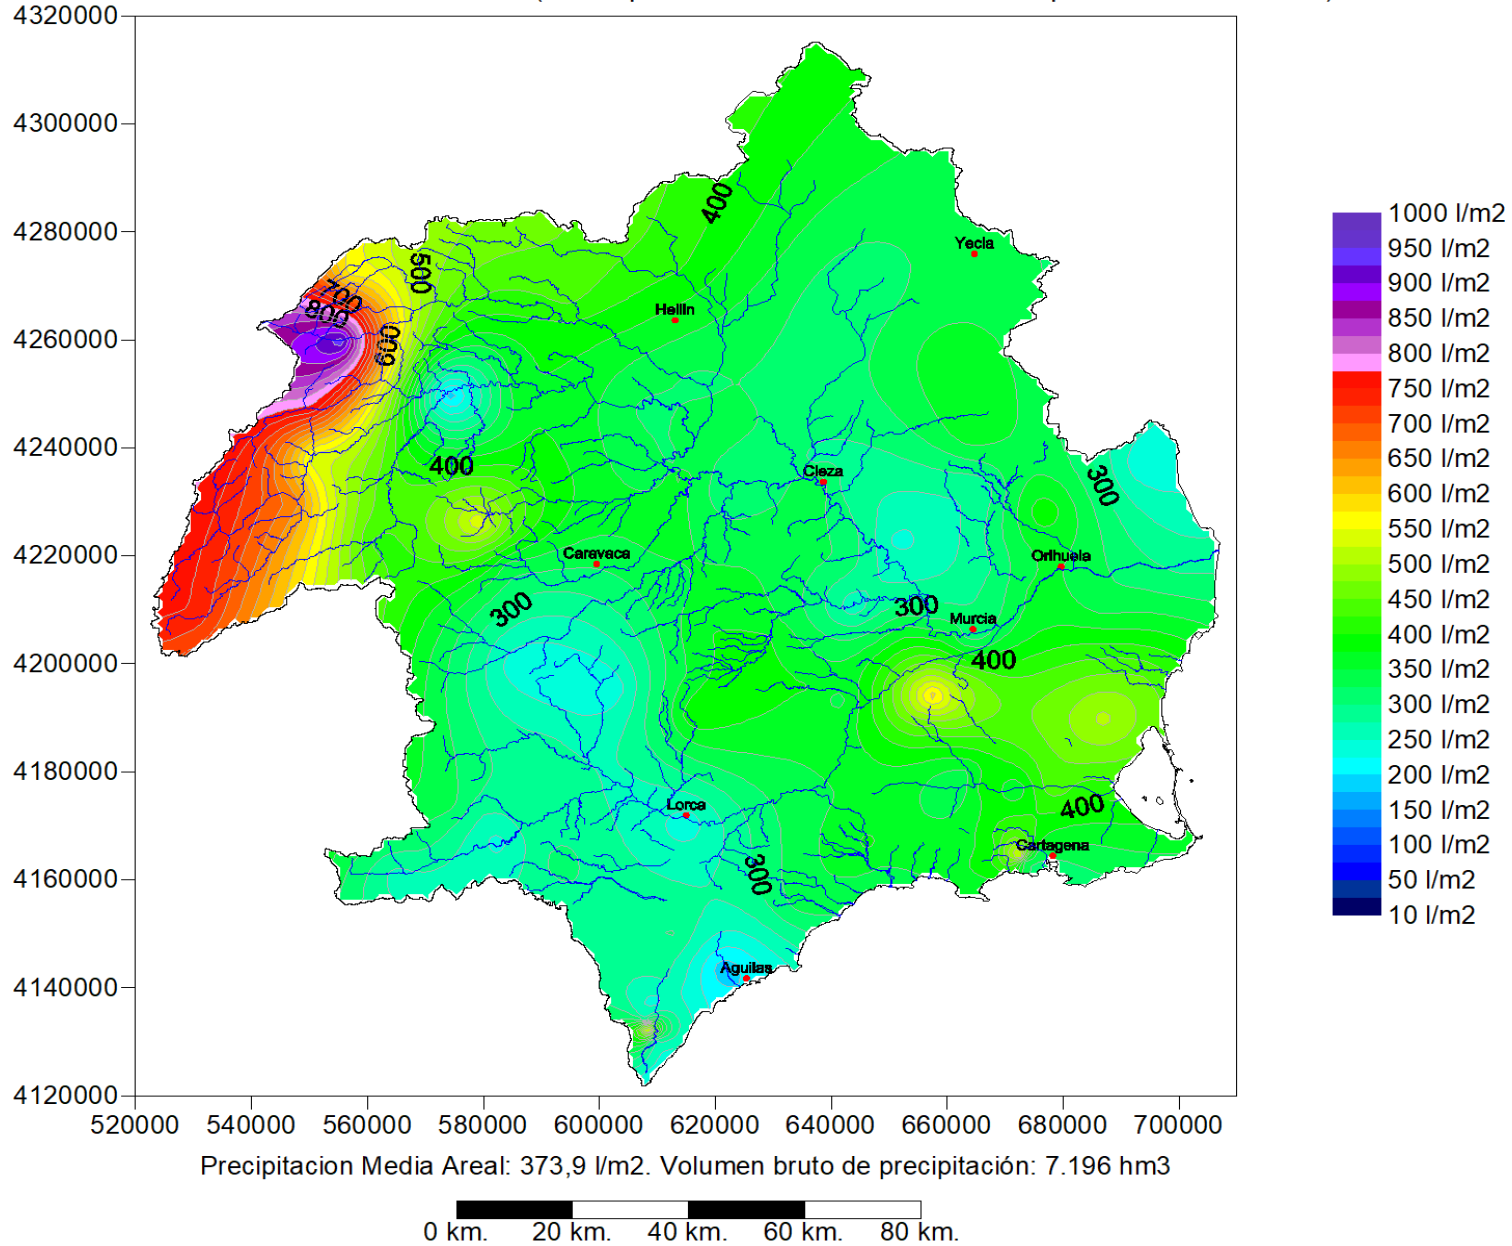 4320000
4300000
4280000
4260000
4240000
4220000
4200000
4180000
4160000
4140000
4120000
520000 540000 560000 580000 600000 620000 640000 660000 680000 700000
400
500
700
800
600
400
300
300
300
400
400
300
Yecla
Hellin
Cieza
Caravaca
Orihuela
Murcia
Lorca
Cartagena
Aguilas
1000 l/m2
950 l/m2
900 l/m2
850 l/m2
800 l/m2
750 l/m2
700 l/m2
650 l/m2
600 l/m2
550 l/m2
500 l/m2
450 l/m2
400 l/m2
350 l/m2
300 l/m2
250 l/m2
200 l/m2
150 l/m2
100 l/m2
50 l/m2
10 l/m2
Precipitacion Media Areal: 373,9 l/m2. Volumen bruto de precipitación: 7.196 hm3
0 km. 20 km. 40 km. 60 km. 80 km.